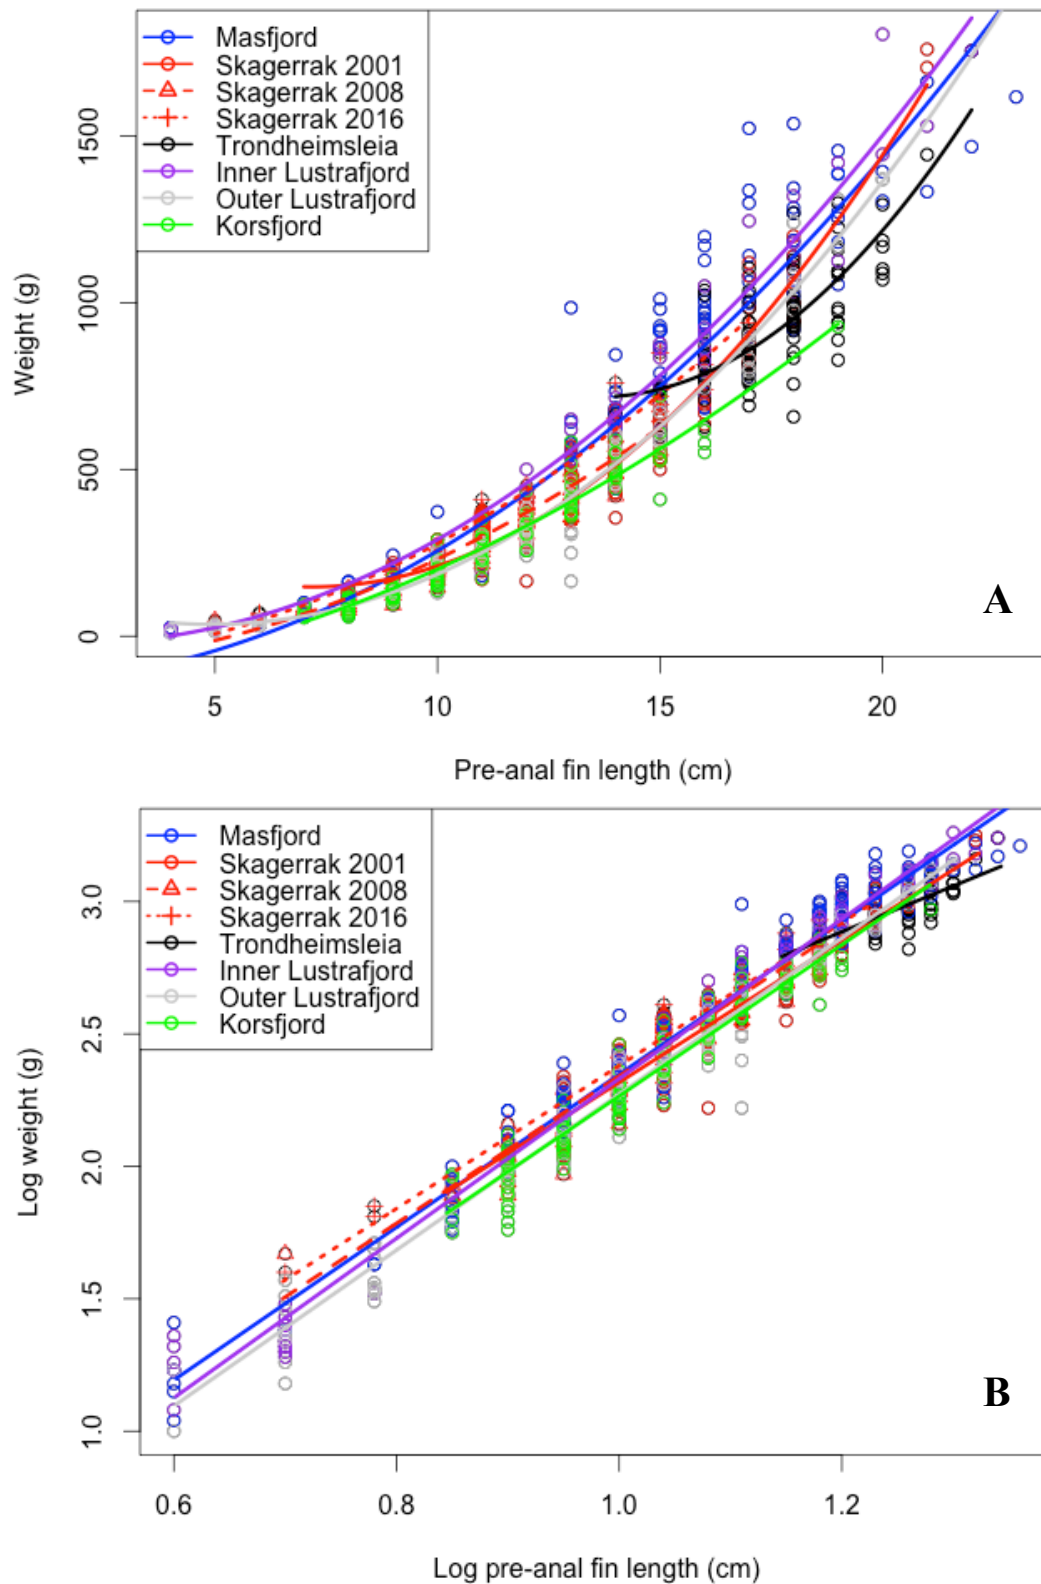 Masfjord
Skagerrak 2001
Skagerrak 2008
Skagerrak 2016
Trondheimsleia
Inner Lustrafjord
Outer Lustrafjord
Korsfjord
1500
1000
500
0
Weight (g)
A
5 10 15 20
Pre-anal fin length (cm)
Masfjord
Skagerrak 2001
Skagerrak 2008
Skagerrak 2016
Trondheimsleia
Inner Lustrafjord
Outer Lustrafjord
Korsfjord
3.0
2.5
2.0
1.5
1.0
Log weight (g)
B
0.6 0.8 1.0 1.2
Log pre-anal fin length (cm)